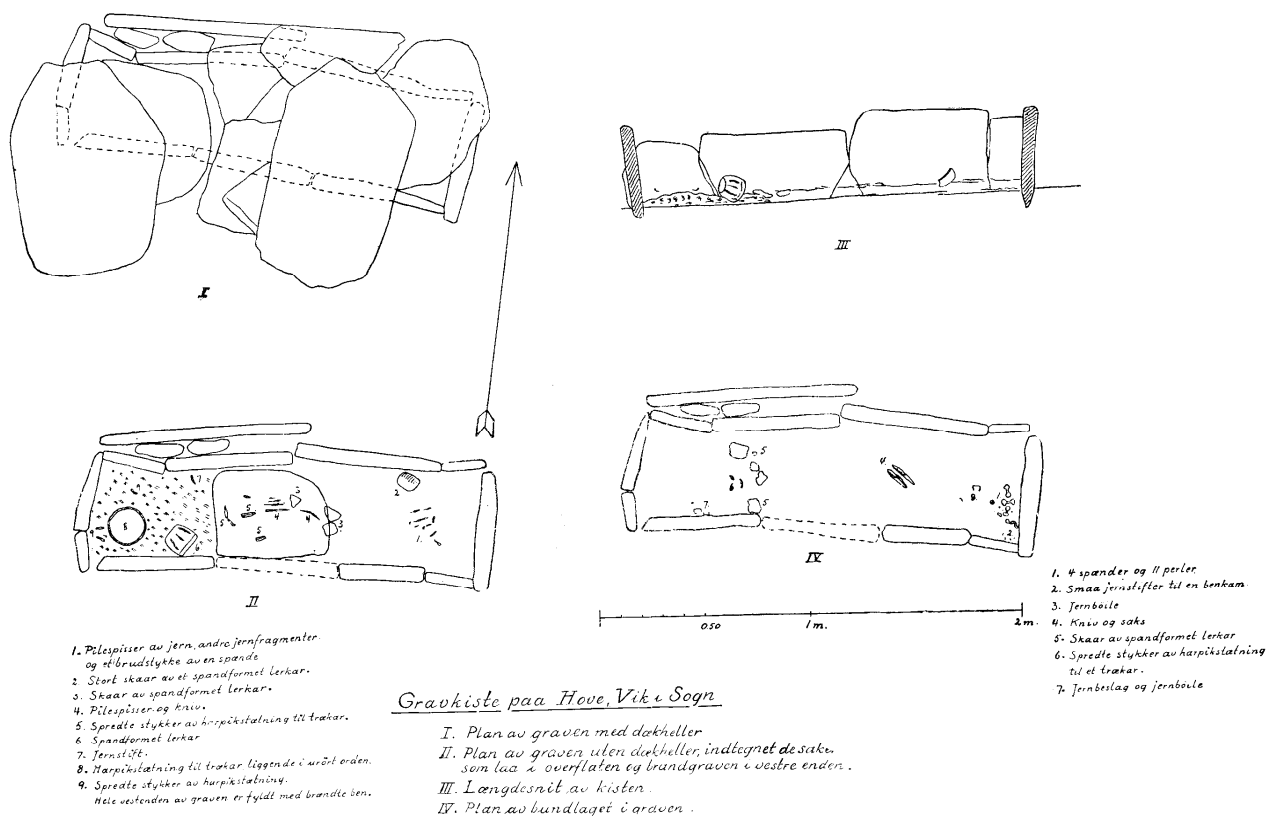 I
III
II
IV
0.50
1 m.
2 m.
1. Pilespisser av jern, andre jernfragmenter
og et brudstykke av en spænde
2. Stort skaar av et spandformet lerkar.
3. Skaar av spandformet lerkar.
4. Pilespisser og kniv.
5. Spredte stykker av harpikstætning til trækar.
6. Spandformet lerkar
7. Jernstift.
8. Harpikstætning til trækar liggende i urört orden.
9. Spredte stykker av harpikstætning.
Hele vestenden av graven er fyldt med brændte ben.
1. 4 spænder og 11 perler.
2. Smaa jernstifter til en benkam.
3. Jernböile
4. Kniv og saks
5. Skaar av spandformet lerkar
6. Spredte stykker av harpikstætning
til et trækar.
7. Jernbeslag og jernböile
Gravkiste paa Hove, Vik i Sogn
I. Plan av graven med dækheller
II. Plan av graven uten dækheller, indtegnet de saker,
som laa i overflaten og brandgraven i vestre enden.
III. Længdesnit av kisten.
IV. Plan av bundlaget i graven.